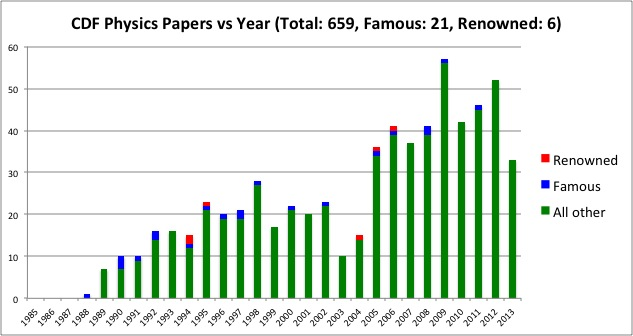 CDF Physics Papers vs Year (Total: 659, Famous: 21, Renowned: 6)
60
50
40
30
20
10
0
Renowned
Famous
All other
1985 1986 1987 1988 1989 1990 1991 1992 1993 1994 1995 1996 1997 1998 1999 2000 2001 2002 2003 2004 2005 2006 2007 2008 2009 2010 2011 2012 2013